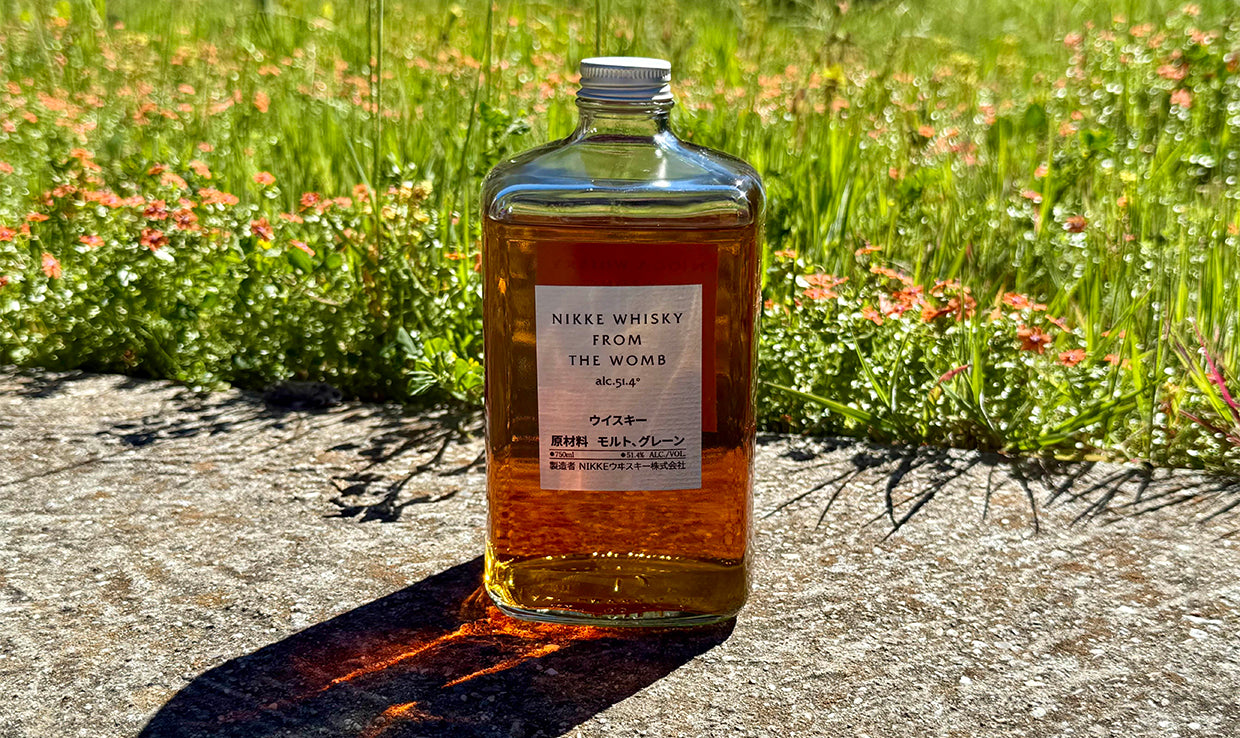 NIKKE WHISKY
FROM
THE WOMB
alc.51.4°
ウイスキー
原材料 モルト、グレーン
●750ml ●51.4% ALC./VOL.
製造者 NIKKEウヰスキー株式会社